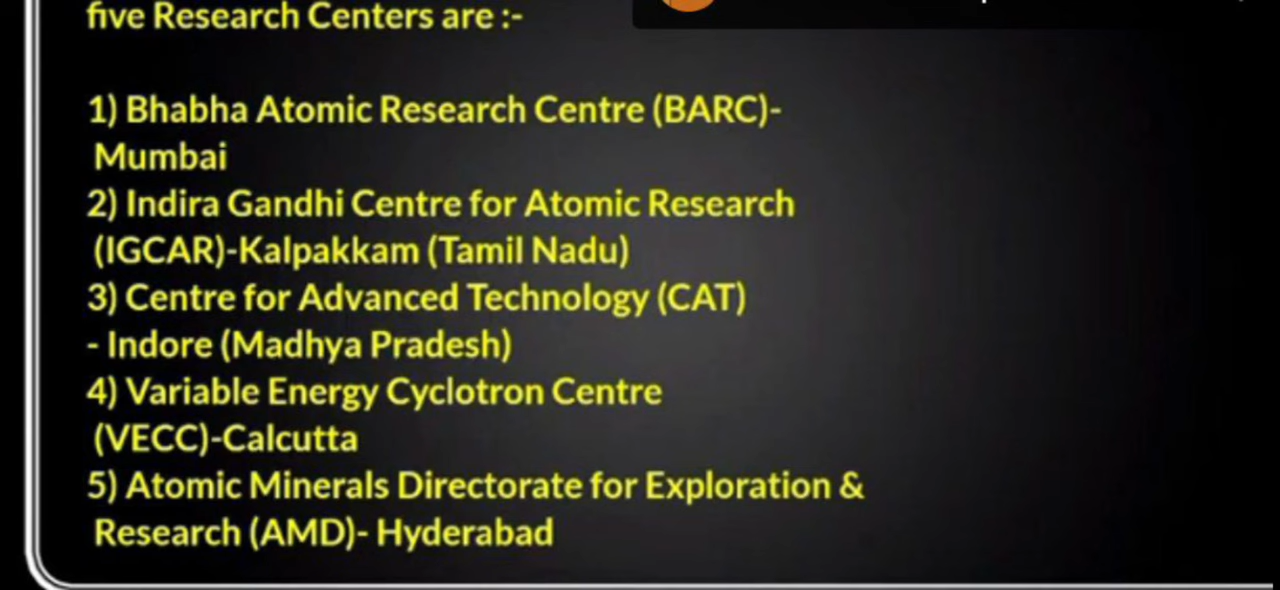 five Research Centers are :-
1) Bhabha Atomic Research Centre (BARC)-
Mumbai
2) Indira Gandhi Centre for Atomic Research
(IGCAR)-Kalpakkam (Tamil Nadu)
3) Centre for Advanced Technology (CAT)
- Indore (Madhya Pradesh)
4) Variable Energy Cyclotron Centre
(VECC)-Calcutta
5) Atomic Minerals Directorate for Exploration &
Research (AMD)- Hyderabad